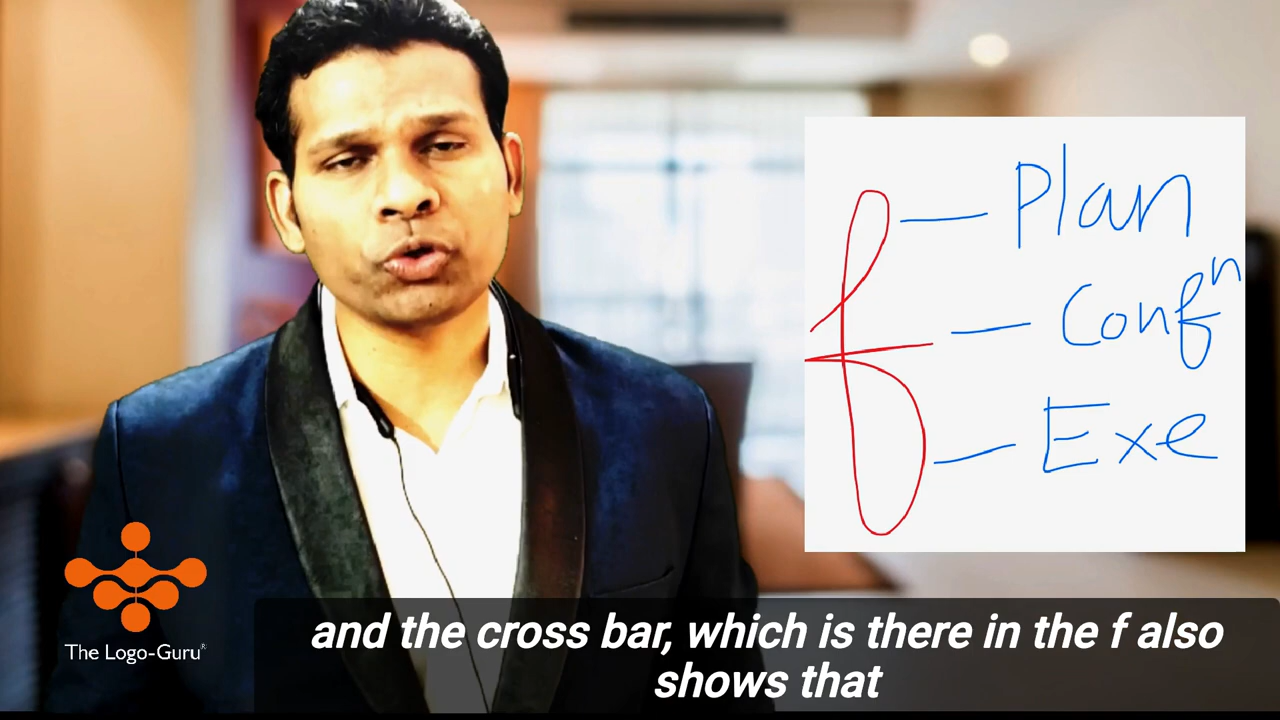 f
Plan
Confⁿ
Exe
The Logo-Guru®
and the cross bar, which is there in the f also
shows that